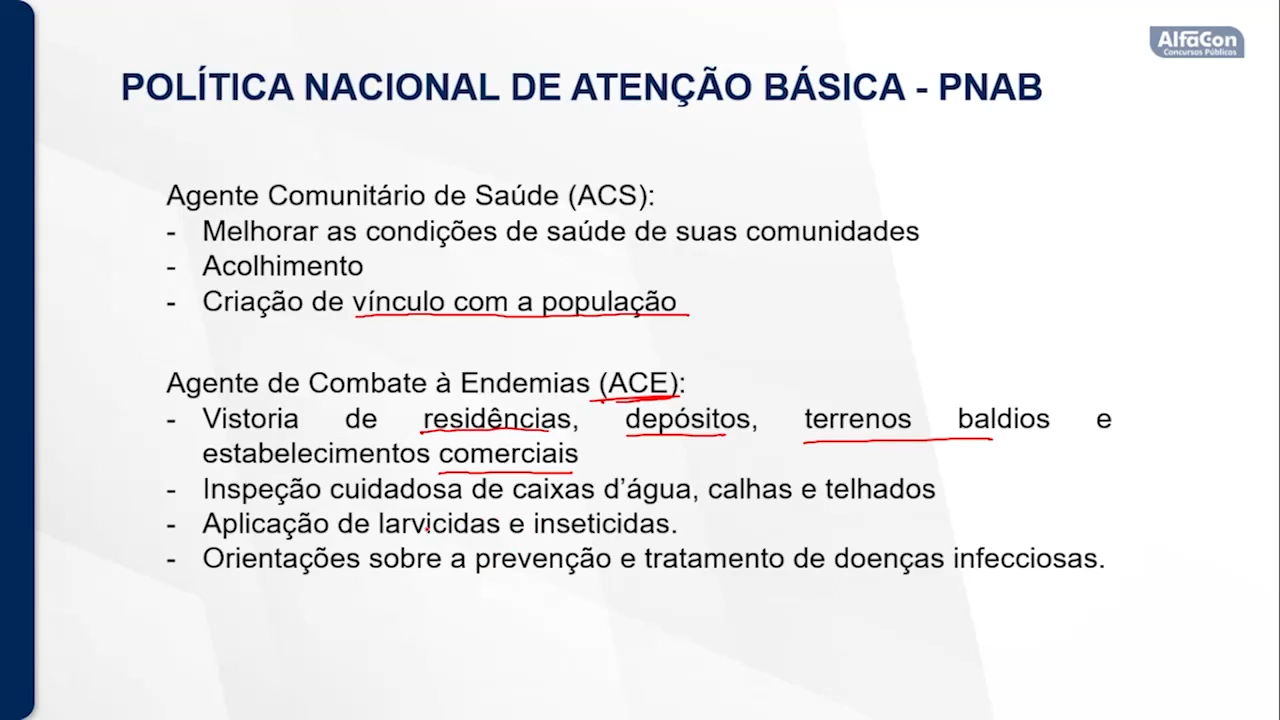 AlfaCon
Concursos Públicos
POLÍTICA NACIONAL DE ATENÇÃO BÁSICA - PNAB
Agente Comunitário de Saúde (ACS):
- Melhorar as condições de saúde de suas comunidades
- Acolhimento
- Criação de vínculo com a população
Agente de Combate à Endemias (ACE):
- Vistoria de residências, depósitos, terrenos baldios e
estabelecimentos comerciais
- Inspeção cuidadosa de caixas d’água, calhas e telhados
- Aplicação de larvicidas e inseticidas.
- Orientações sobre a prevenção e tratamento de doenças infecciosas.